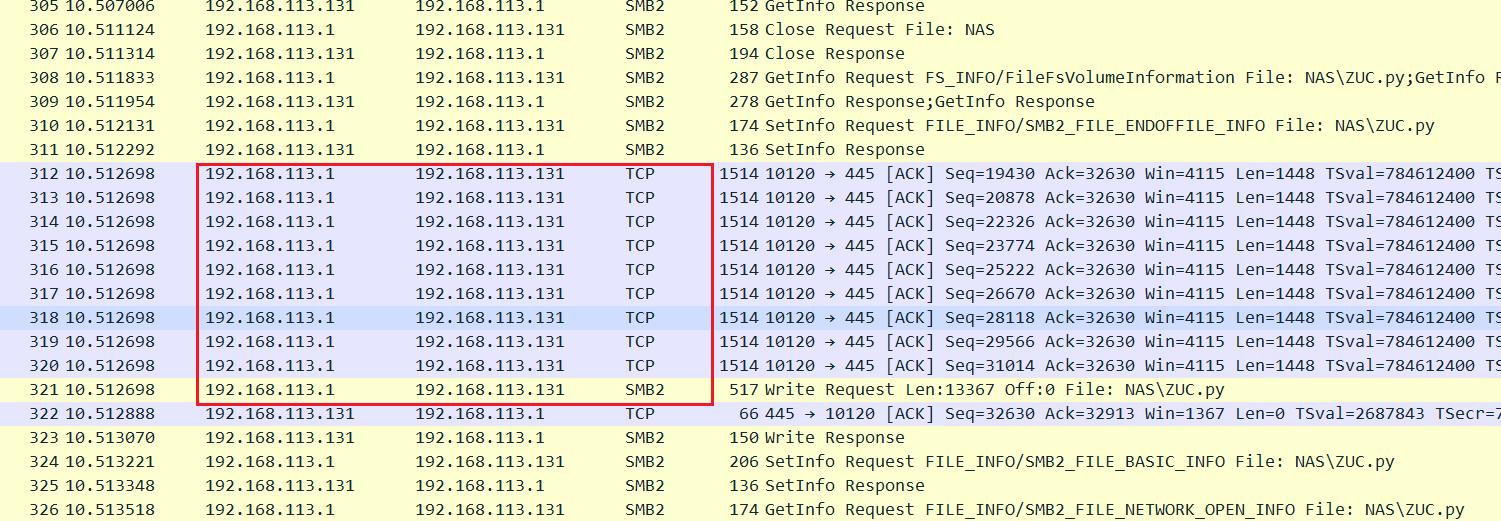 305 10.507006 192.168.113.131 192.168.113.1 SMB2 152 GetInfo Response
306 10.511124 192.168.113.1 192.168.113.131 SMB2 158 Close Request File: NAS
307 10.511314 192.168.113.131 192.168.113.1 SMB2 194 Close Response
308 10.511833 192.168.113.1 192.168.113.131 SMB2 287 GetInfo Request FS_INFO/FileFsVolumeInformation File: NAS\ZUC.py;GetInfo R
309 10.511954 192.168.113.131 192.168.113.1 SMB2 278 GetInfo Response;GetInfo Response
310 10.512131 192.168.113.1 192.168.113.131 SMB2 174 SetInfo Request FILE_INFO/SMB2_FILE_ENDOFFILE_INFO File: NAS\ZUC.py
311 10.512292 192.168.113.131 192.168.113.1 SMB2 136 SetInfo Response
312 10.512698 192.168.113.1 192.168.113.131 TCP 1514 10120 → 445 [ACK] Seq=19430 Ack=32630 Win=4115 Len=1448 TSval=784612400 TS
313 10.512698 192.168.113.1 192.168.113.131 TCP 1514 10120 → 445 [ACK] Seq=20878 Ack=32630 Win=4115 Len=1448 TSval=784612400 TS
314 10.512698 192.168.113.1 192.168.113.131 TCP 1514 10120 → 445 [ACK] Seq=22326 Ack=32630 Win=4115 Len=1448 TSval=784612400 TS
315 10.512698 192.168.113.1 192.168.113.131 TCP 1514 10120 → 445 [ACK] Seq=23774 Ack=32630 Win=4115 Len=1448 TSval=784612400 TS
316 10.512698 192.168.113.1 192.168.113.131 TCP 1514 10120 → 445 [ACK] Seq=25222 Ack=32630 Win=4115 Len=1448 TSval=784612400 TS
317 10.512698 192.168.113.1 192.168.113.131 TCP 1514 10120 → 445 [ACK] Seq=26670 Ack=32630 Win=4115 Len=1448 TSval=784612400 TS
318 10.512698 192.168.113.1 192.168.113.131 TCP 1514 10120 → 445 [ACK] Seq=28118 Ack=32630 Win=4115 Len=1448 TSval=784612400 TS
319 10.512698 192.168.113.1 192.168.113.131 TCP 1514 10120 → 445 [ACK] Seq=29566 Ack=32630 Win=4115 Len=1448 TSval=784612400 TS
320 10.512698 192.168.113.1 192.168.113.131 TCP 1514 10120 → 445 [ACK] Seq=31014 Ack=32630 Win=4115 Len=1448 TSval=784612400 TS
321 10.512698 192.168.113.1 192.168.113.131 SMB2 517 Write Request Len:13367 Off:0 File: NAS\ZUC.py
322 10.512888 192.168.113.131 192.168.113.1 TCP 66 445 → 10120 [ACK] Seq=32630 Ack=32913 Win=1367 Len=0 TSval=2687843 TSecr=7
323 10.513070 192.168.113.131 192.168.113.1 SMB2 150 Write Response
324 10.513221 192.168.113.1 192.168.113.131 SMB2 206 SetInfo Request FILE_INFO/SMB2_FILE_BASIC_INFO File: NAS\ZUC.py
325 10.513348 192.168.113.131 192.168.113.1 SMB2 136 SetInfo Response
326 10.513518 192.168.113.1 192.168.113.131 SMB2 174 GetInfo Request FILE_INFO/SMB2_FILE_NETWORK_OPEN_INFO File: NAS\ZUC.py